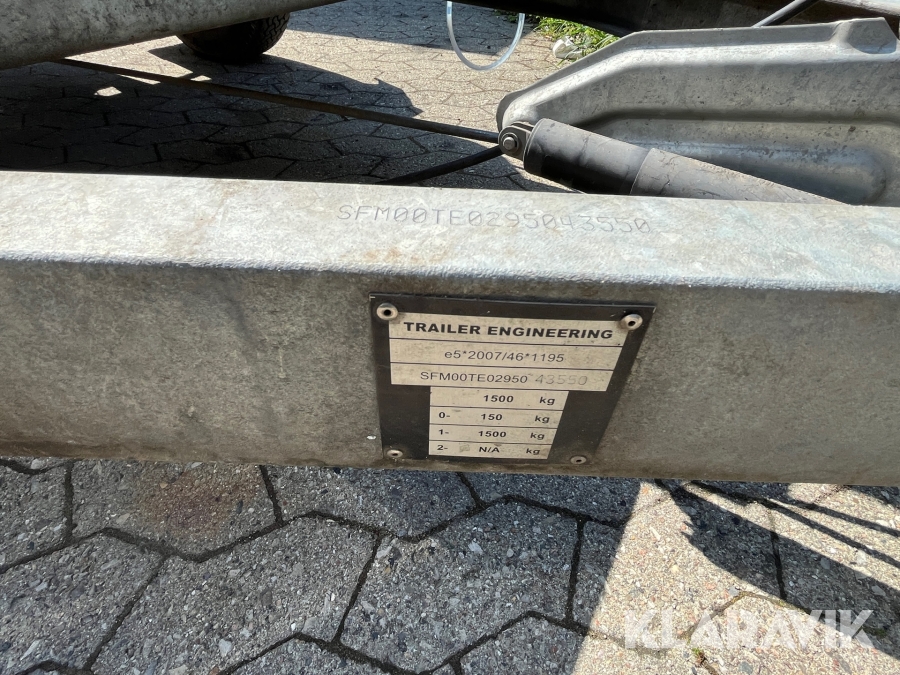 SFM00TE0295043550
TRAILER ENGINEERING
e5*2007/46*1195
SFM00TE02950 43550
1500 kg
0- 150 kg
1- 1500 kg
2- N/A kg
KLARAVIK